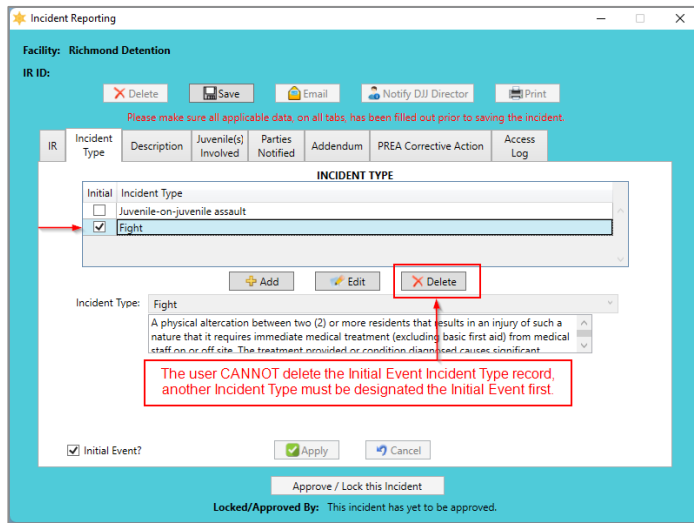 Incident Reporting
Facility: Richmond Detention
IR ID:
Delete Save Email Notify DJJ Director Print
Please make sure all applicable data, on all tabs, has been filled out prior to saving the incident.
IR Incident Type Description Juvenile(s) Involved Parties Notified Addendum PREA Corrective Action Access Log
INCIDENT TYPE
Initial Incident Type
Juvenile-on-juvenile assault
Fight
Add Edit Delete
Incident Type: Fight
A physical altercation between two (2) or more residents that results in an injury of such a
nature that it requires immediate medical treatment (excluding basic first aid) from medical
staff on or off site. The treatment provided or condition diagnosed causes significant
The user CANNOT delete the Initial Event Incident Type record,
another Incident Type must be designated the Initial Event first.
Initial Event? Apply Cancel
Approve / Lock this Incident
Locked/Approved By: This incident has yet to be approved.